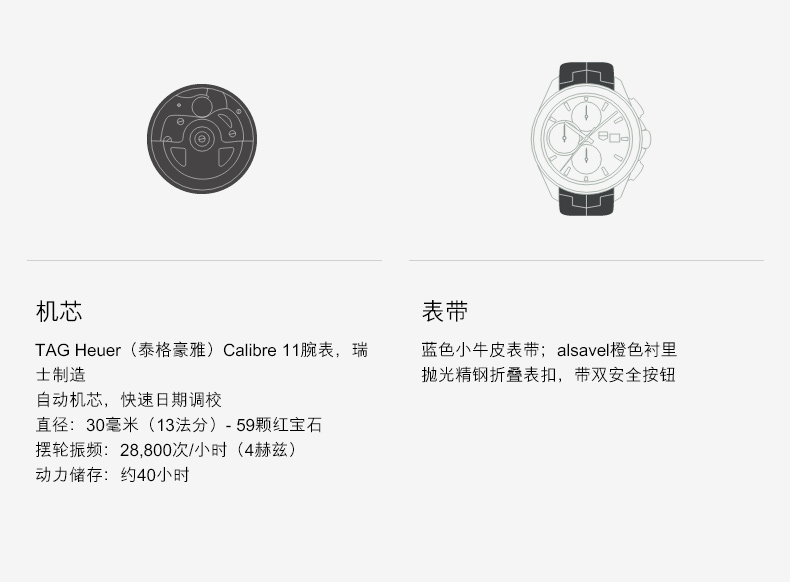 机芯
TAG Heuer（泰格豪雅）Calibre 11腕表，瑞
士制造
自动机芯，快速日期调校
直径：30毫米（13法分）- 59颗红宝石
摆轮振频：28,800次/小时（4赫兹）
动力储存：约40小时
表带
蓝色小牛皮表带；alsavel橙色衬里
抛光精钢折叠表扣，带双安全按钮